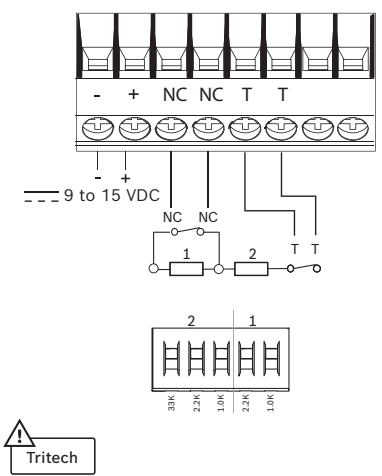 - + NC NC T T
- +
9 to 15 VDC
NC NC
1 2 T T
2 1
33K 2.2K 1.0K 2.2K 1.0K
!
Tritech